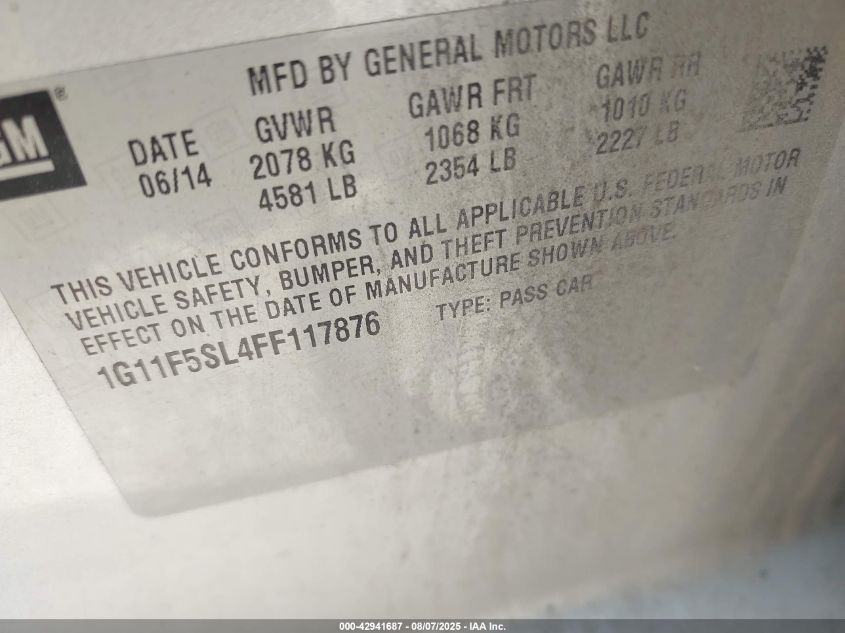 GM ®
MFD BY GENERAL MOTORS LLC
DATE GVWR GAWR FRT GAWR RR
06/14 2078 KG 1068 KG 1010 KG
4581 LB 2354 LB 2227 LB
THIS VEHICLE CONFORMS TO ALL APPLICABLE U.S. FEDERAL MOTOR
VEHICLE SAFETY, BUMPER, AND THEFT PREVENTION STANDARDS IN
EFFECT ON THE DATE OF MANUFACTURE SHOWN ABOVE.
1G11F5SL4FF117876 TYPE: PASS CAR
000-42941687 - 08/07/2025 - IAA Inc.